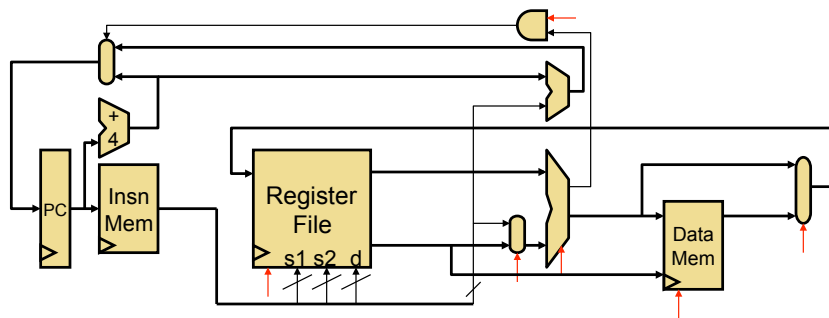 +
4
PC
Insn
Mem
Register
File
s1 s2 d
Data
Mem